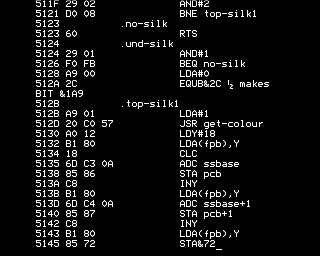 511F 29 02 AND#2
5121 D0 08 BNE top-silk1
5123 .no-silk
5123 60 RTS
5124 .und-silk
5124 29 01 AND#1
5126 F0 FB BEQ no-silk
5128 A9 00 LDA#0
512A 2C EQUB&2C ½ makes
BIT &1A9
512B .top-silk1
512B A9 01 LDA#1
512D 20 C0 57 JSR get-colour
5130 A0 12 LDY#18
5132 B1 80 LDA(fpb),Y
5134 18 CLC
5135 6D C3 0A ADC ssbase
5138 85 86 STA pcb
513A C8 INY
513B B1 80 LDA(fpb),Y
513D 6D C4 0A ADC ssbase+1
5140 85 87 STA pcb+1
5142 C8 INY
5143 B1 80 LDA(fpb),Y
5145 85 72 STA&72_